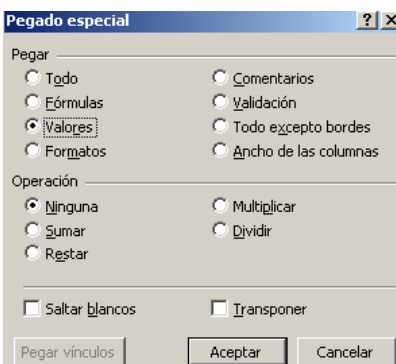 Pegado especial
Pegar
Todo
Comentarios
Fórmulas
Validación
Valores
Todo excepto bordes
Formatos
Ancho de las columnas
Operación
Ninguna
Multiplicar
Sumar
Dividir
Restar
Saltar blancos
Transponer
Pegar vínculos
Aceptar
Cancelar